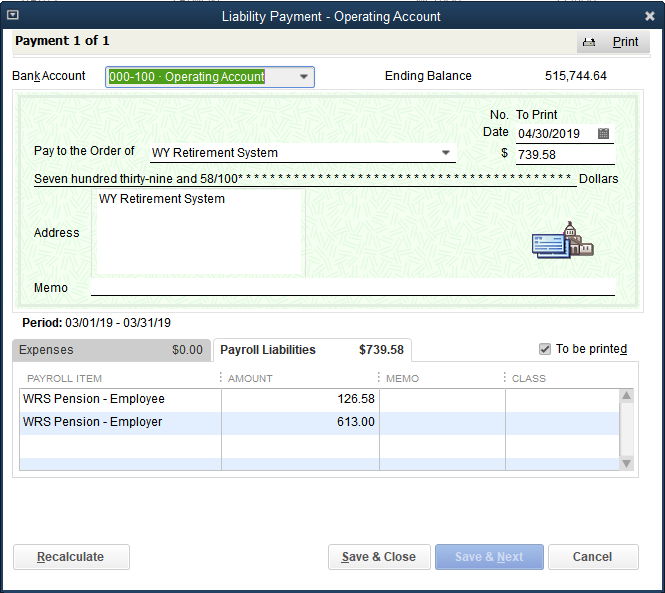 Liability Payment - Operating Account
Payment 1 of 1
Print
Bank Account 000-100 · Operating Account Ending Balance 515,744.64
No. To Print
Date 04/30/2019
Pay to the Order of WY Retirement System $ 739.58
Seven hundred thirty-nine and 58/100* * * * * * * * * * * * * * * * * * * * * * * * * * * * * * * * * * * * * * * * * * Dollars
WY Retirement System
Address
Memo
Period: 03/01/19 - 03/31/19
Expenses $0.00 Payroll Liabilities $739.58 To be printed
PAYROLL ITEM AMOUNT MEMO CLASS
WRS Pension - Employee 126.58
WRS Pension - Employer 613.00
Recalculate Save & Close Save & Next Cancel